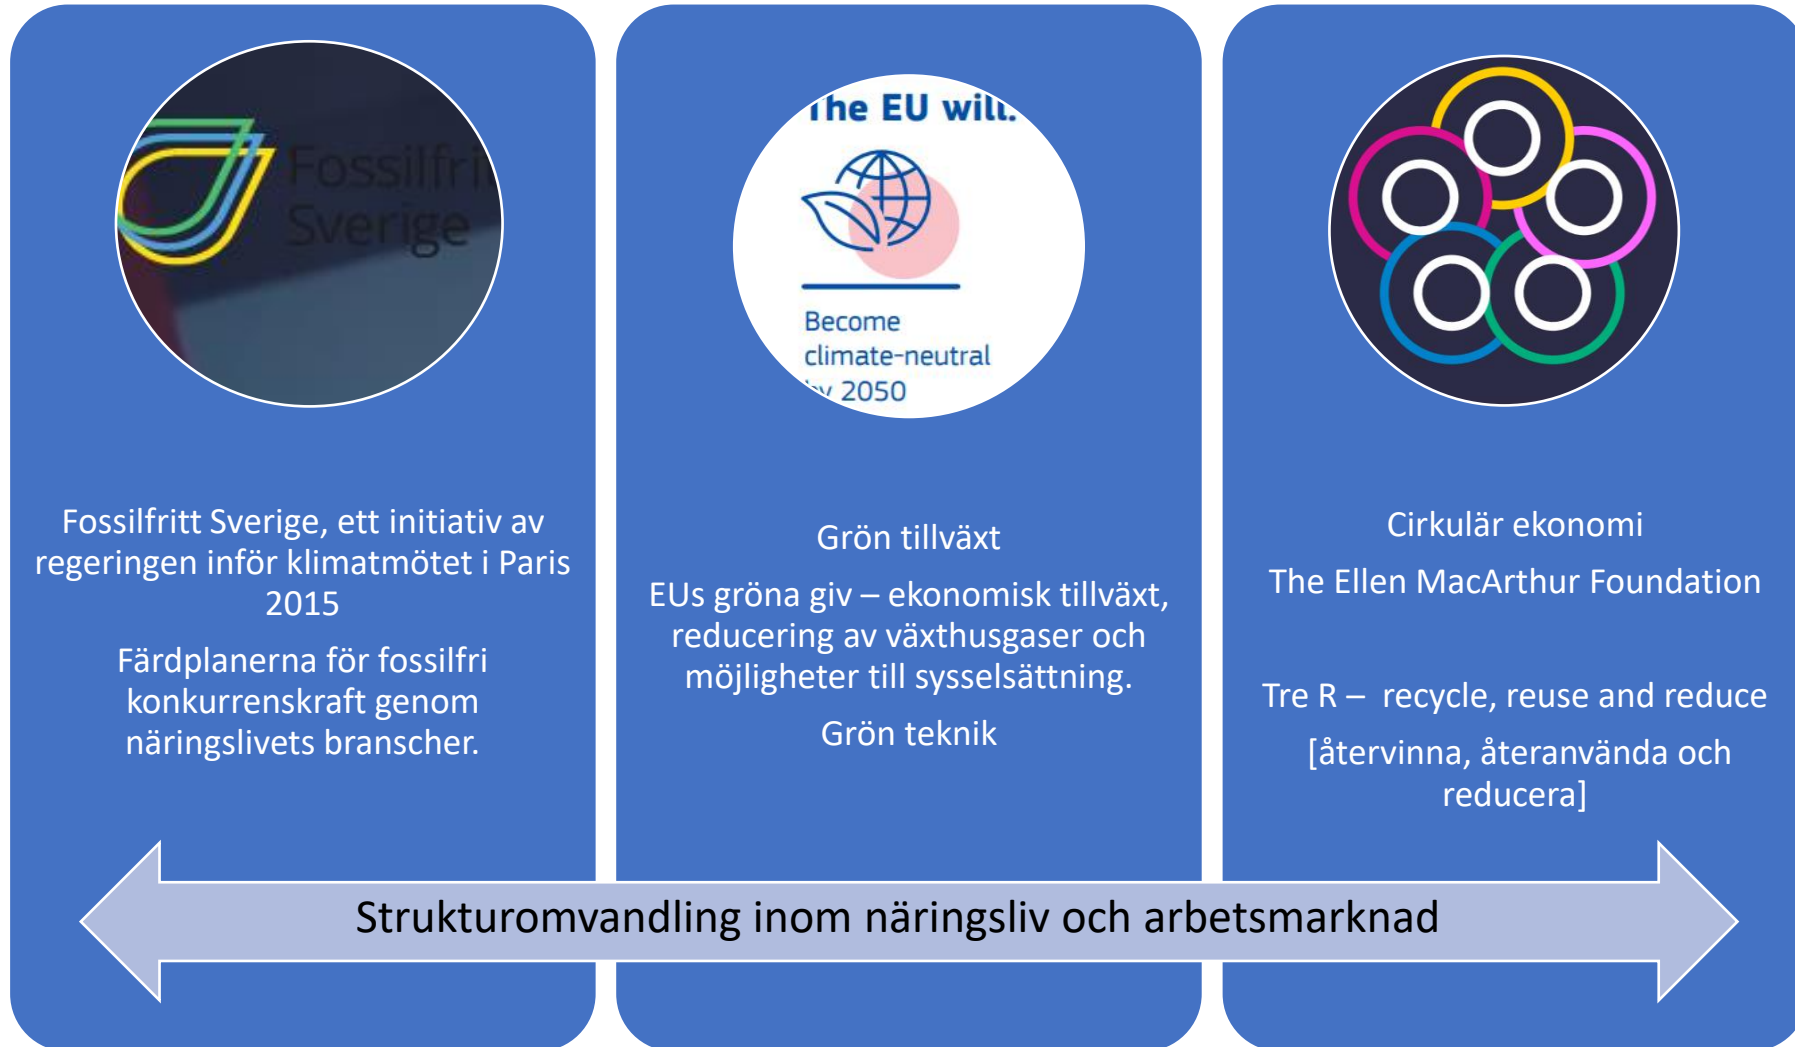 Fossilfritt
Sverige
Fossilfritt Sverige, ett initiativ av
regeringen inför klimatmötet i Paris
2015
Färdplanerna för fossilfri
konkurrenskraft genom
näringslivets branscher.
The EU will.
Become
climate-neutral
by 2050
Grön tillväxt
EUs gröna giv – ekonomisk tillväxt,
reducering av växthusgaser och
möjligheter till sysselsättning.
Grön teknik
Cirkulär ekonomi
The Ellen MacArthur Foundation
Tre R – recycle, reuse and reduce
[återvinna, återanvända och
reducera]
Strukturomvandling inom näringsliv och arbetsmarknad